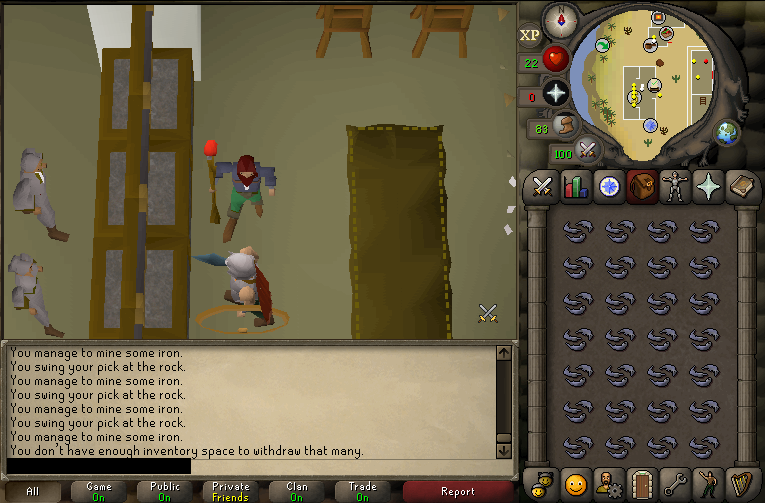 XP
N
22
0
83
100
You manage to mine some iron.
You swing your pick at the rock.
You manage to mine some iron.
You swing your pick at the rock.
You manage to mine some iron.
You swing your pick at the rock.
You manage to mine some iron.
You don't have enough inventory space to withdraw that many.
All
Game
On
Public
On
Private
Friends
Clan
On
Trade
On
Report